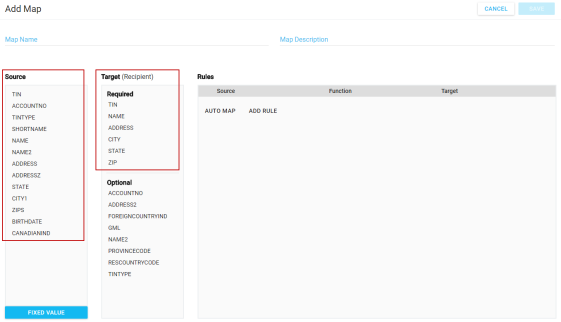 Add Map
CANCEL
SAVE
Map Name
Map Description
Source
Target (Recipient)
Rules
TIN
ACCOUNTNO
TINTYPE
SHORTNAME
NAME
NAME2
ADDRESS
ADDRESS2
STATE
CITY1
ZIPS
BIRTHDATE
CANADIANIND
FIXED VALUE
Required
TIN
NAME
ADDRESS
CITY
STATE
ZIP
Optional
ACCOUNTNO
ADDRESS2
FOREIGNCOUNTRYIND
GML
NAME2
PROVINCECODE
RESCOUNTRYCODE
TINTYPE
Source Function Target
AUTO MAP ADD RULE